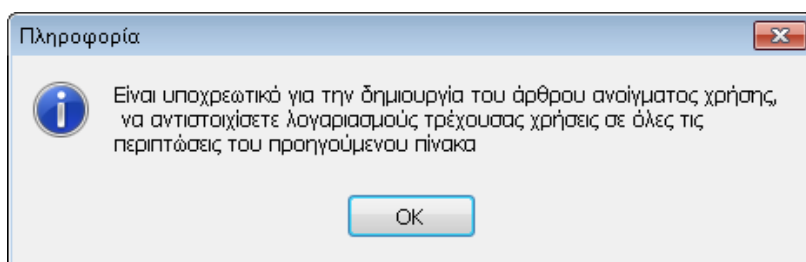 Πληροφορία
Είναι υποχρεωτικό για την δημιουργία του άρθρου ανοίγματος χρήσης,
να αντιστοιχίσετε λογαριασμούς τρέχουσας χρήσεις σε όλες τις
περιπτώσεις του προηγούμενου πίνακα
OK